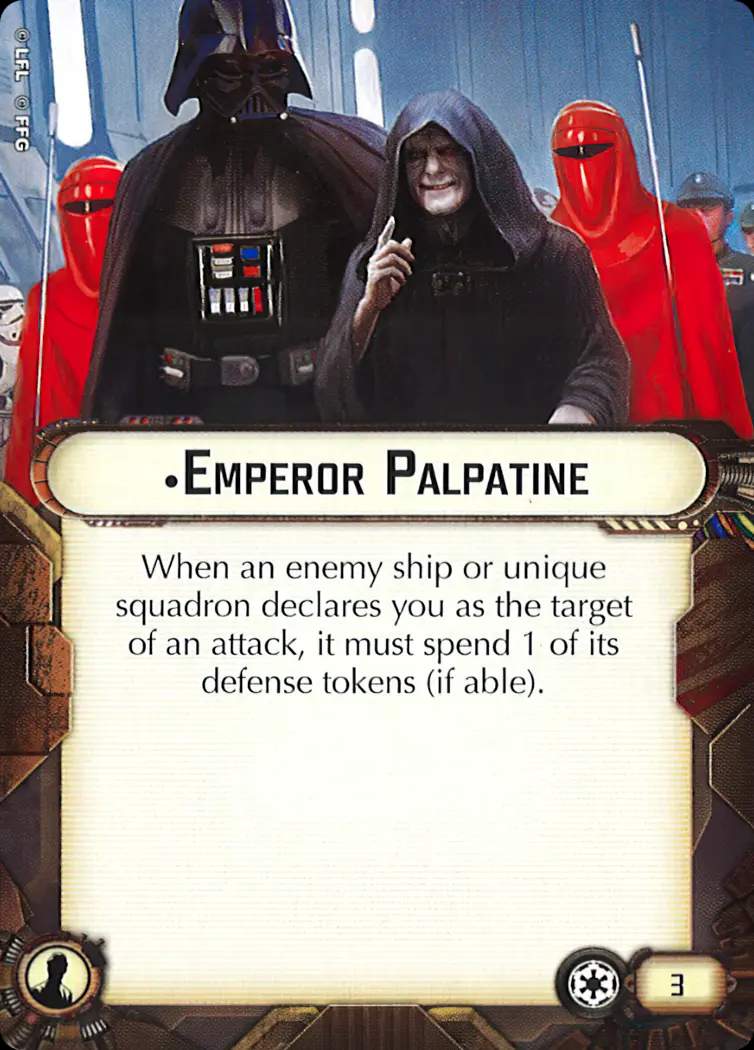 © LFL © FFG
•Emperor Palpatine
When an enemy ship or unique
squadron declares you as the target
of an attack, it must spend 1 of its
defense tokens (if able).
3